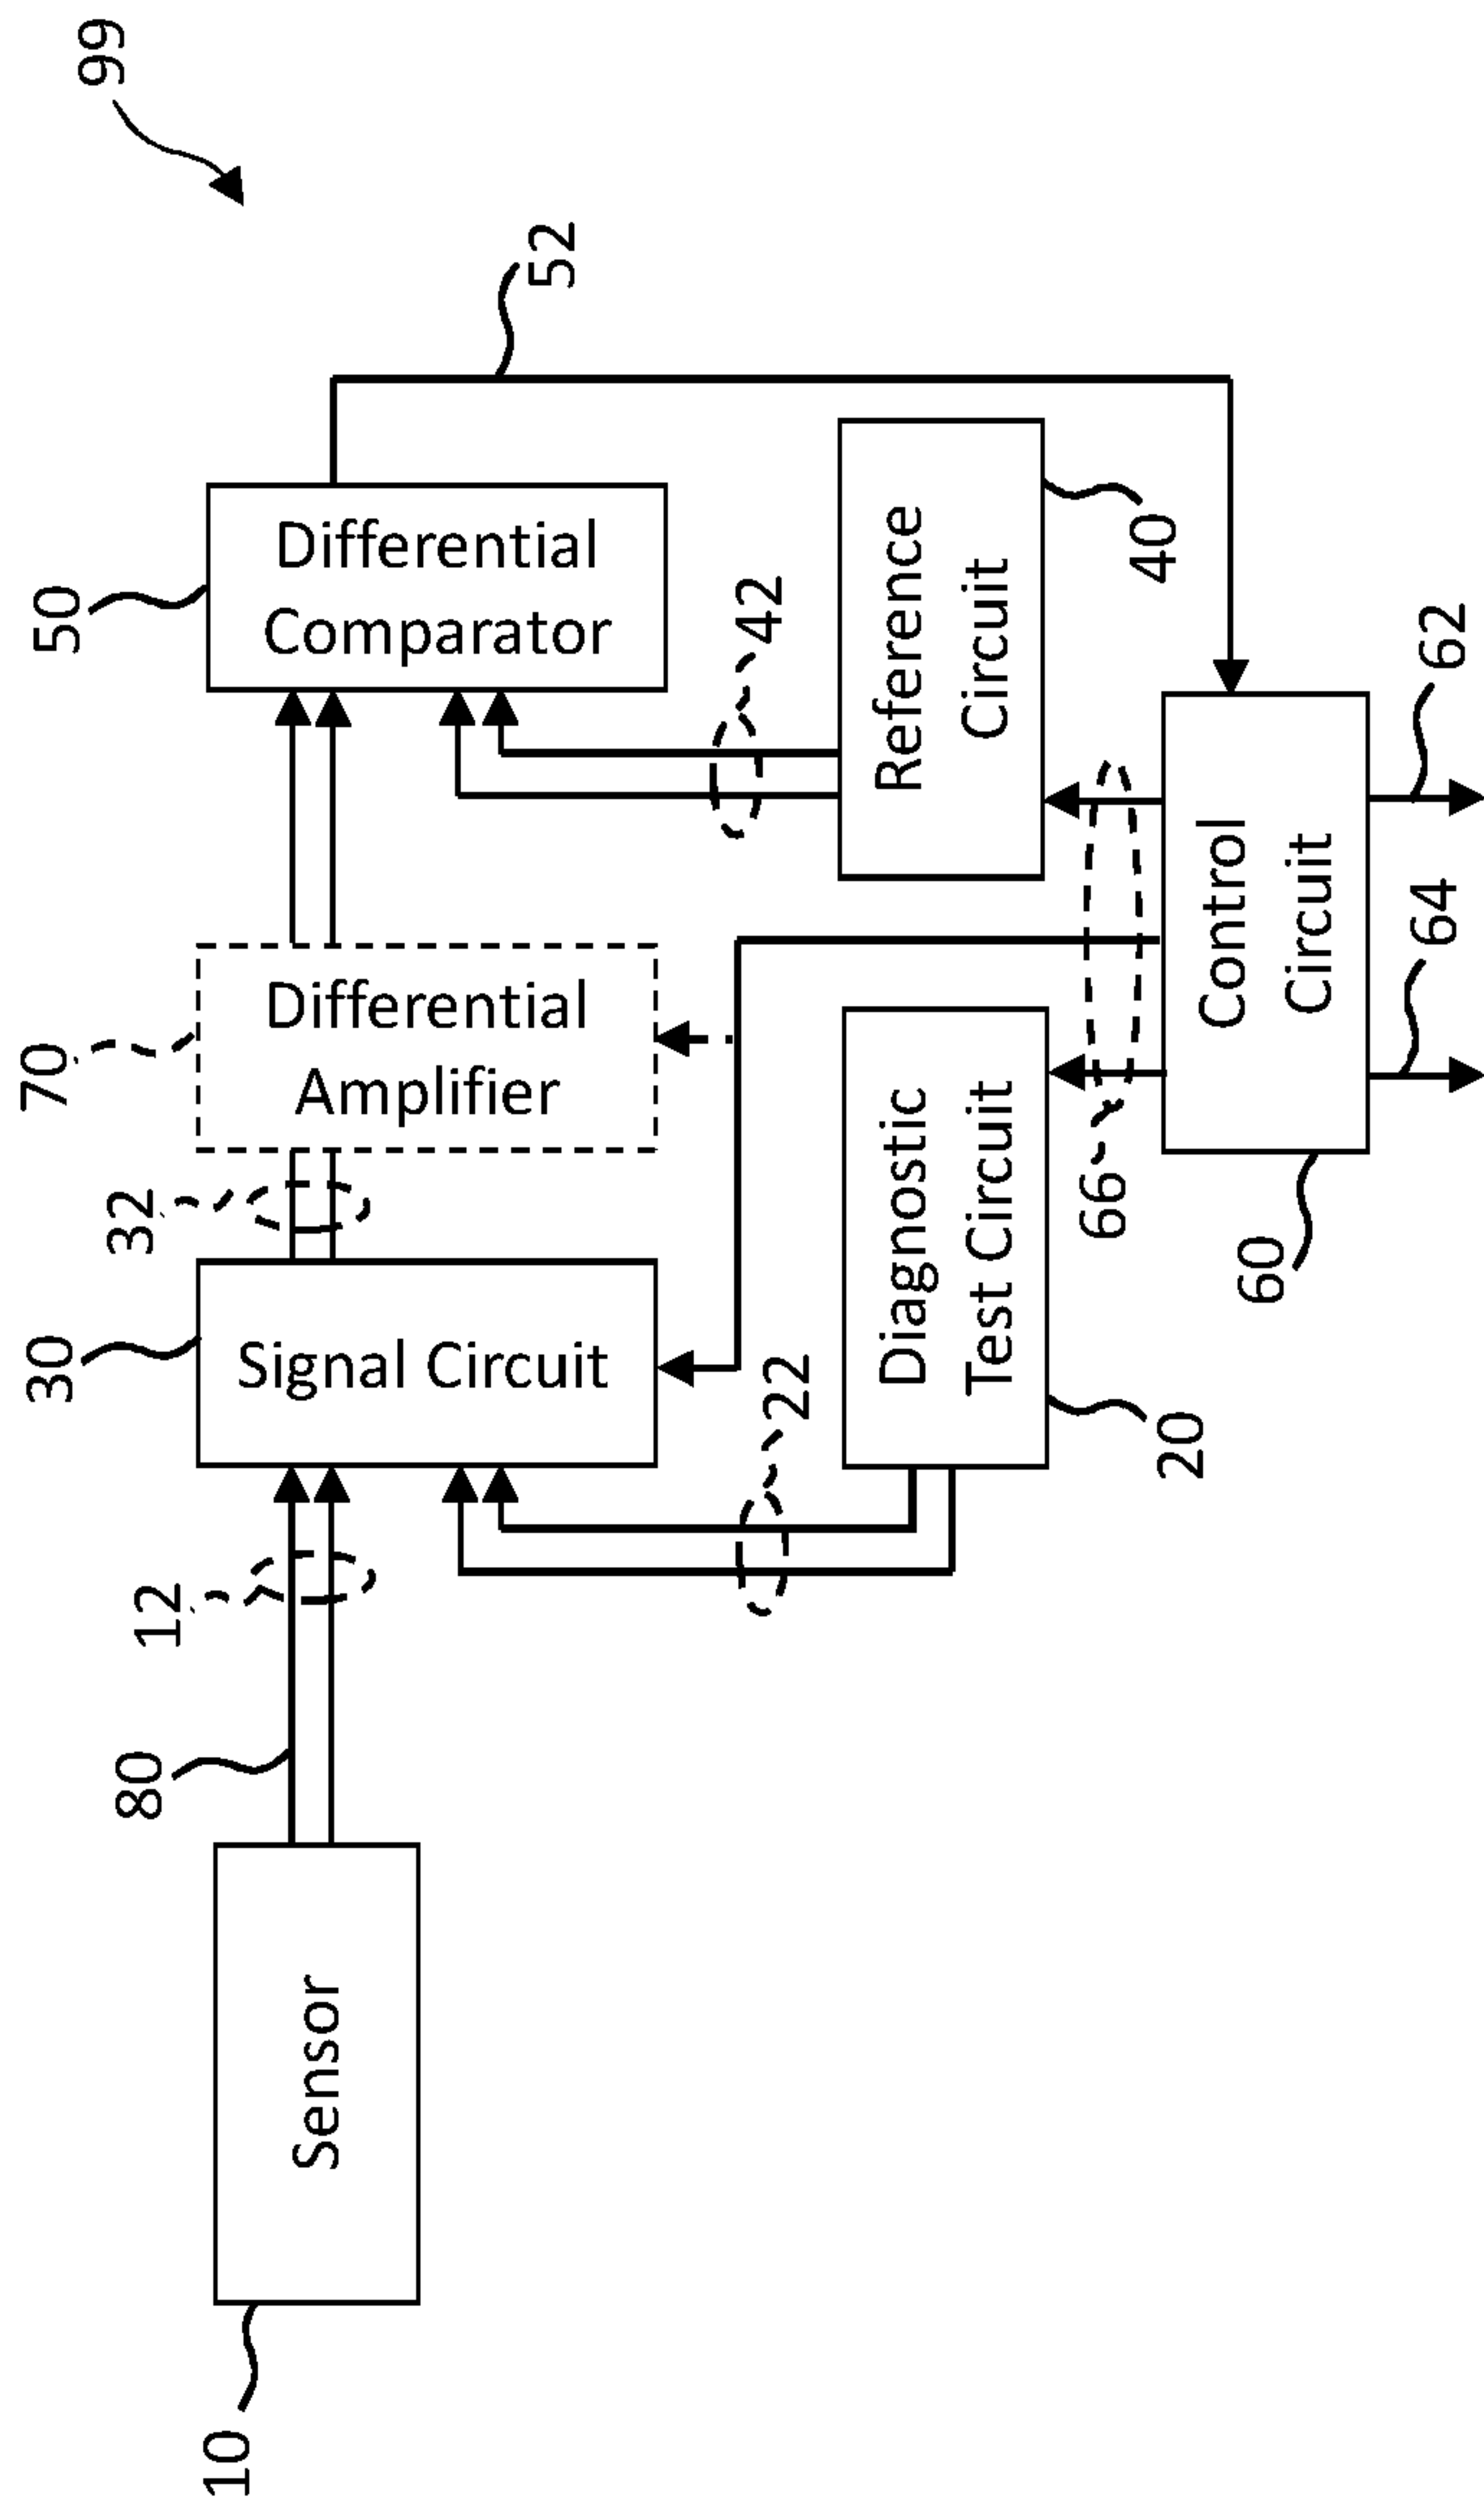 99
52
50
Differential
Comparator
42
Reference
Circuit
40
62
70
Differential
Amplifier
Control
Circuit
64
32
66
60
30
Signal Circuit
Diagnostic
Test Circuit
22
20
12
80
Sensor
10